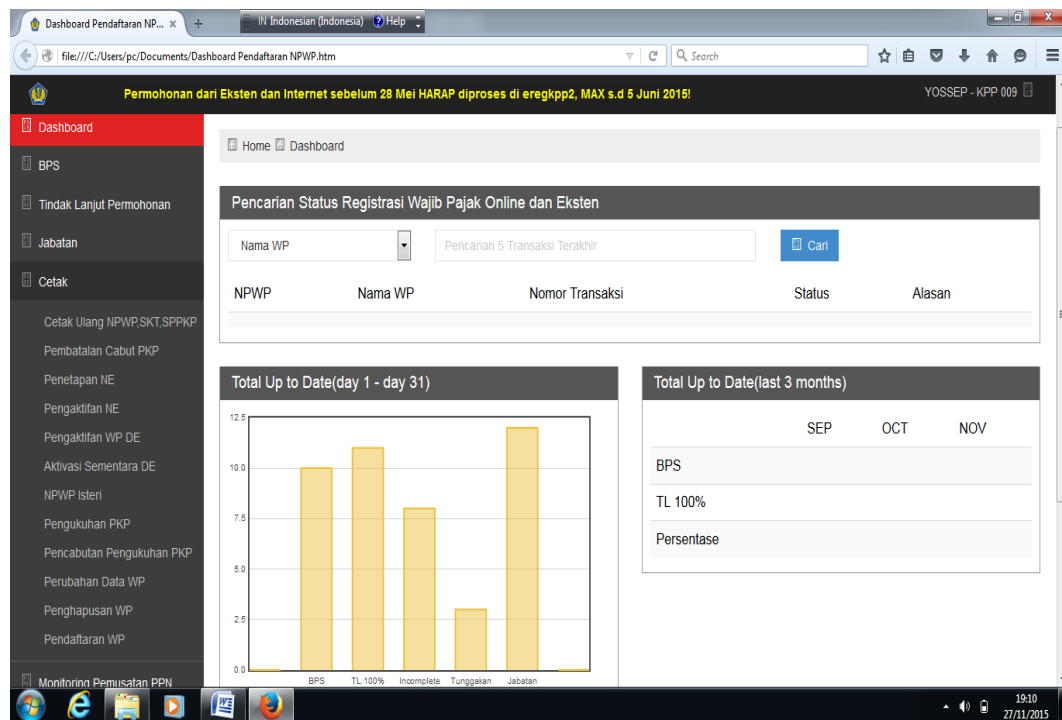 Dashboard Pendaftaran NP... × +
IN Indonesian (Indonesia) ? Help
file:///C:/Users/pc/Documents/Dashboard Pendaftaran NPWP.htm
Search
Permohonan dari Eksten dan Internet sebelum 28 Mei HARAP diproses di eregkpp2, MAX s.d 5 Juni 2015!
YOSSEP - KPP 009
Dashboard
BPS
Tindak Lanjut Permohonan
Jabatan
Cetak
Cetak Ulang NPWP,SKT,SPPKP
Pembatalan Cabut PKP
Penetapan NE
Pengaktifan NE
Pengaktifan WP DE
Aktivasi Sementara DE
NPWP Isteri
Pengukuhan PKP
Pencabutan Pengukuhan PKP
Perubahan Data WP
Penghapusan WP
Pendaftaran WP
Monitoring Pemusatan PPN
Home Dashboard
Pencarian Status Registrasi Wajib Pajak Online dan Eksten
Nama WP Pencarian 5 Transaksi Terakhir Cari
NPWP Nama WP Nomor Transaksi Status Alasan
Total Up to Date(day 1 - day 31)
12.5
10.0
7.5
5.0
2.5
0.0
BPS TL 100% Incomplete Tunggakan Jabatan
Total Up to Date(last 3 months)
SEP OCT NOV
BPS
TL 100%
Persentase
19:10
27/11/2015